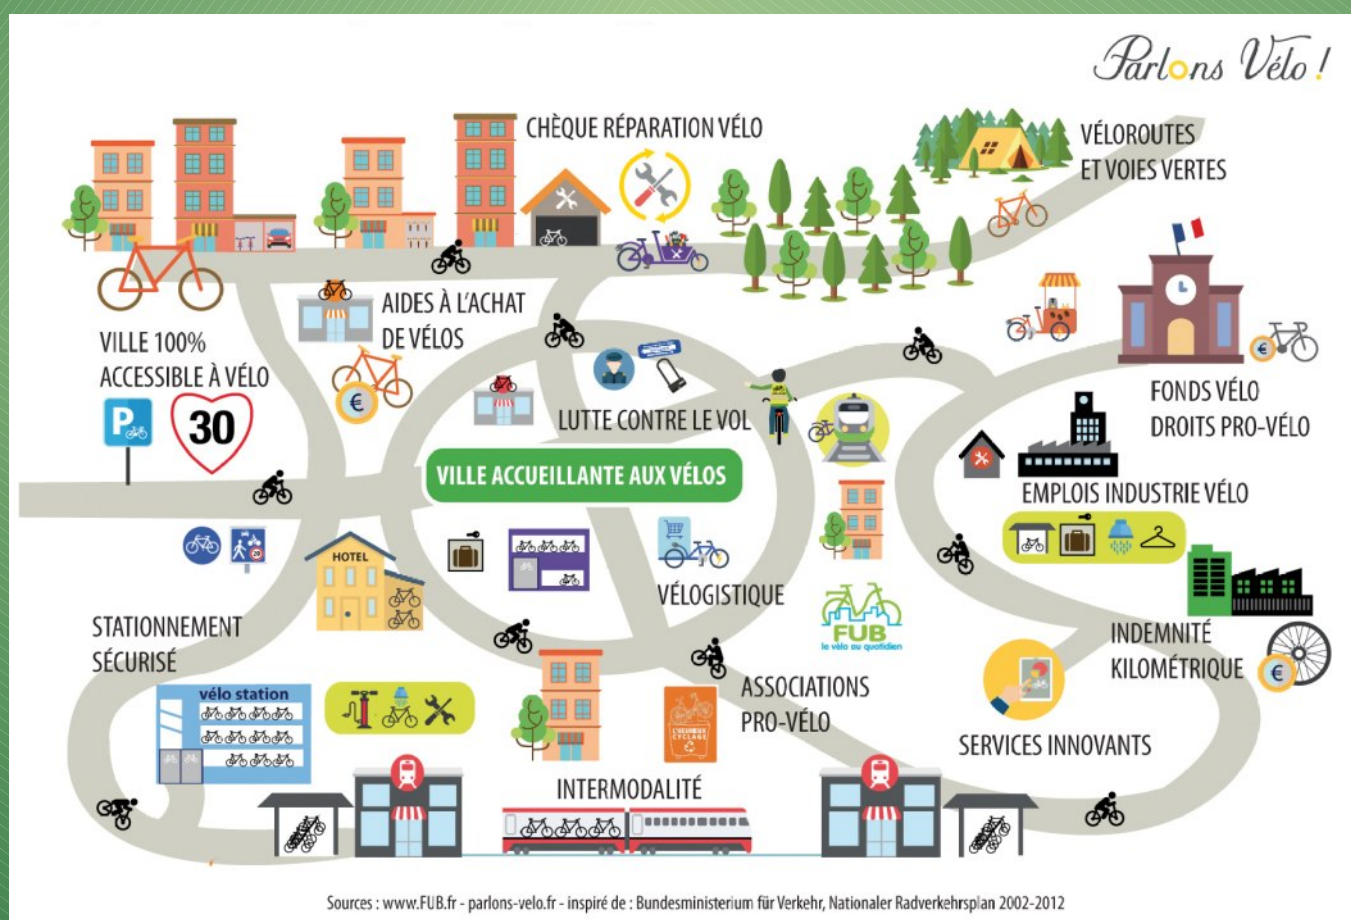 Parlons Vélo !
CHÈQUE RÉPARATION VÉLO
VÉLOROUTES
ET VOIES VERTES
AIDES À L'ACHAT
DE VÉLOS
VILLE 100%
ACCESSIBLE À VÉLO
P
30
€
LUTTE CONTRE LE VOL
€
FONDS VÉLO
DROITS PRO-VÉLO
VILLE ACCUEILLANTE AUX VÉLOS
EMPLOIS INDUSTRIE VÉLO
HOTEL
VÉLOGISTIQUE
FUB
le vélo au quotidien
STATIONNEMENT
SÉCURISÉ
INDEMNITÉ
KILOMÉTRIQUE
€
vélo station
ASSOCIATIONS
PRO-VÉLO
L'HEUREUX
CYCLAGE
SERVICES INNOVANTS
INTERMODALITÉ
Sources : www.FUB.fr - parlons-velo.fr - inspiré de : Bundesministerium für Verkehr, Nationaler Radverkehrsplan 2002-2012